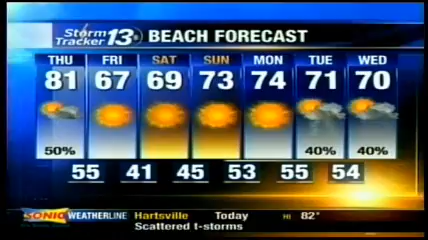 Storm Tracker 13 BEACH FORECAST
THU FRI SAT SUN MON TUE WED
81 67 69 73 74 71 70
50% 40% 40%
55 41 45 53 55 54
SONIC WEATHERLINE Hartsville Today HI 82°
Scattered t-storms